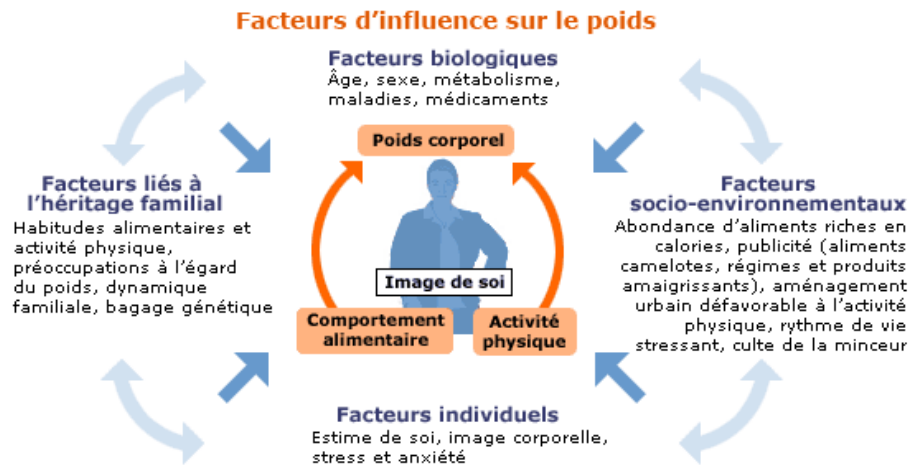 Facteurs d'influence sur le poids
Facteurs biologiques
Âge, sexe, métabolisme,
maladies, médicaments
Poids corporel
Facteurs liés à
l'héritage familial
Habitudes alimentaires et
activité physique,
préoccupations à l'égard
du poids, dynamique
familiale, bagage génétique
Facteurs
socio-environnementaux
Abondance d'aliments riches en
calories, publicité (aliments
camelotes, régimes et produits
amaigrissants), aménagement
urbain défavorable à l'activité
physique, rythme de vie
stressant, culte de la minceur
Image de soi
Comportement
alimentaire
Activité
physique
Facteurs individuels
Estime de soi, image corporelle,
stress et anxiété